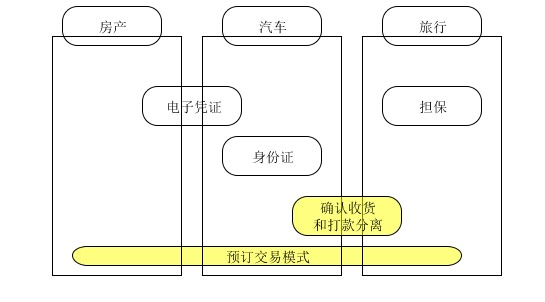 房产
汽车
旅行
电子凭证
担保
身份证
确认收货
和打款分离
预订交易模式